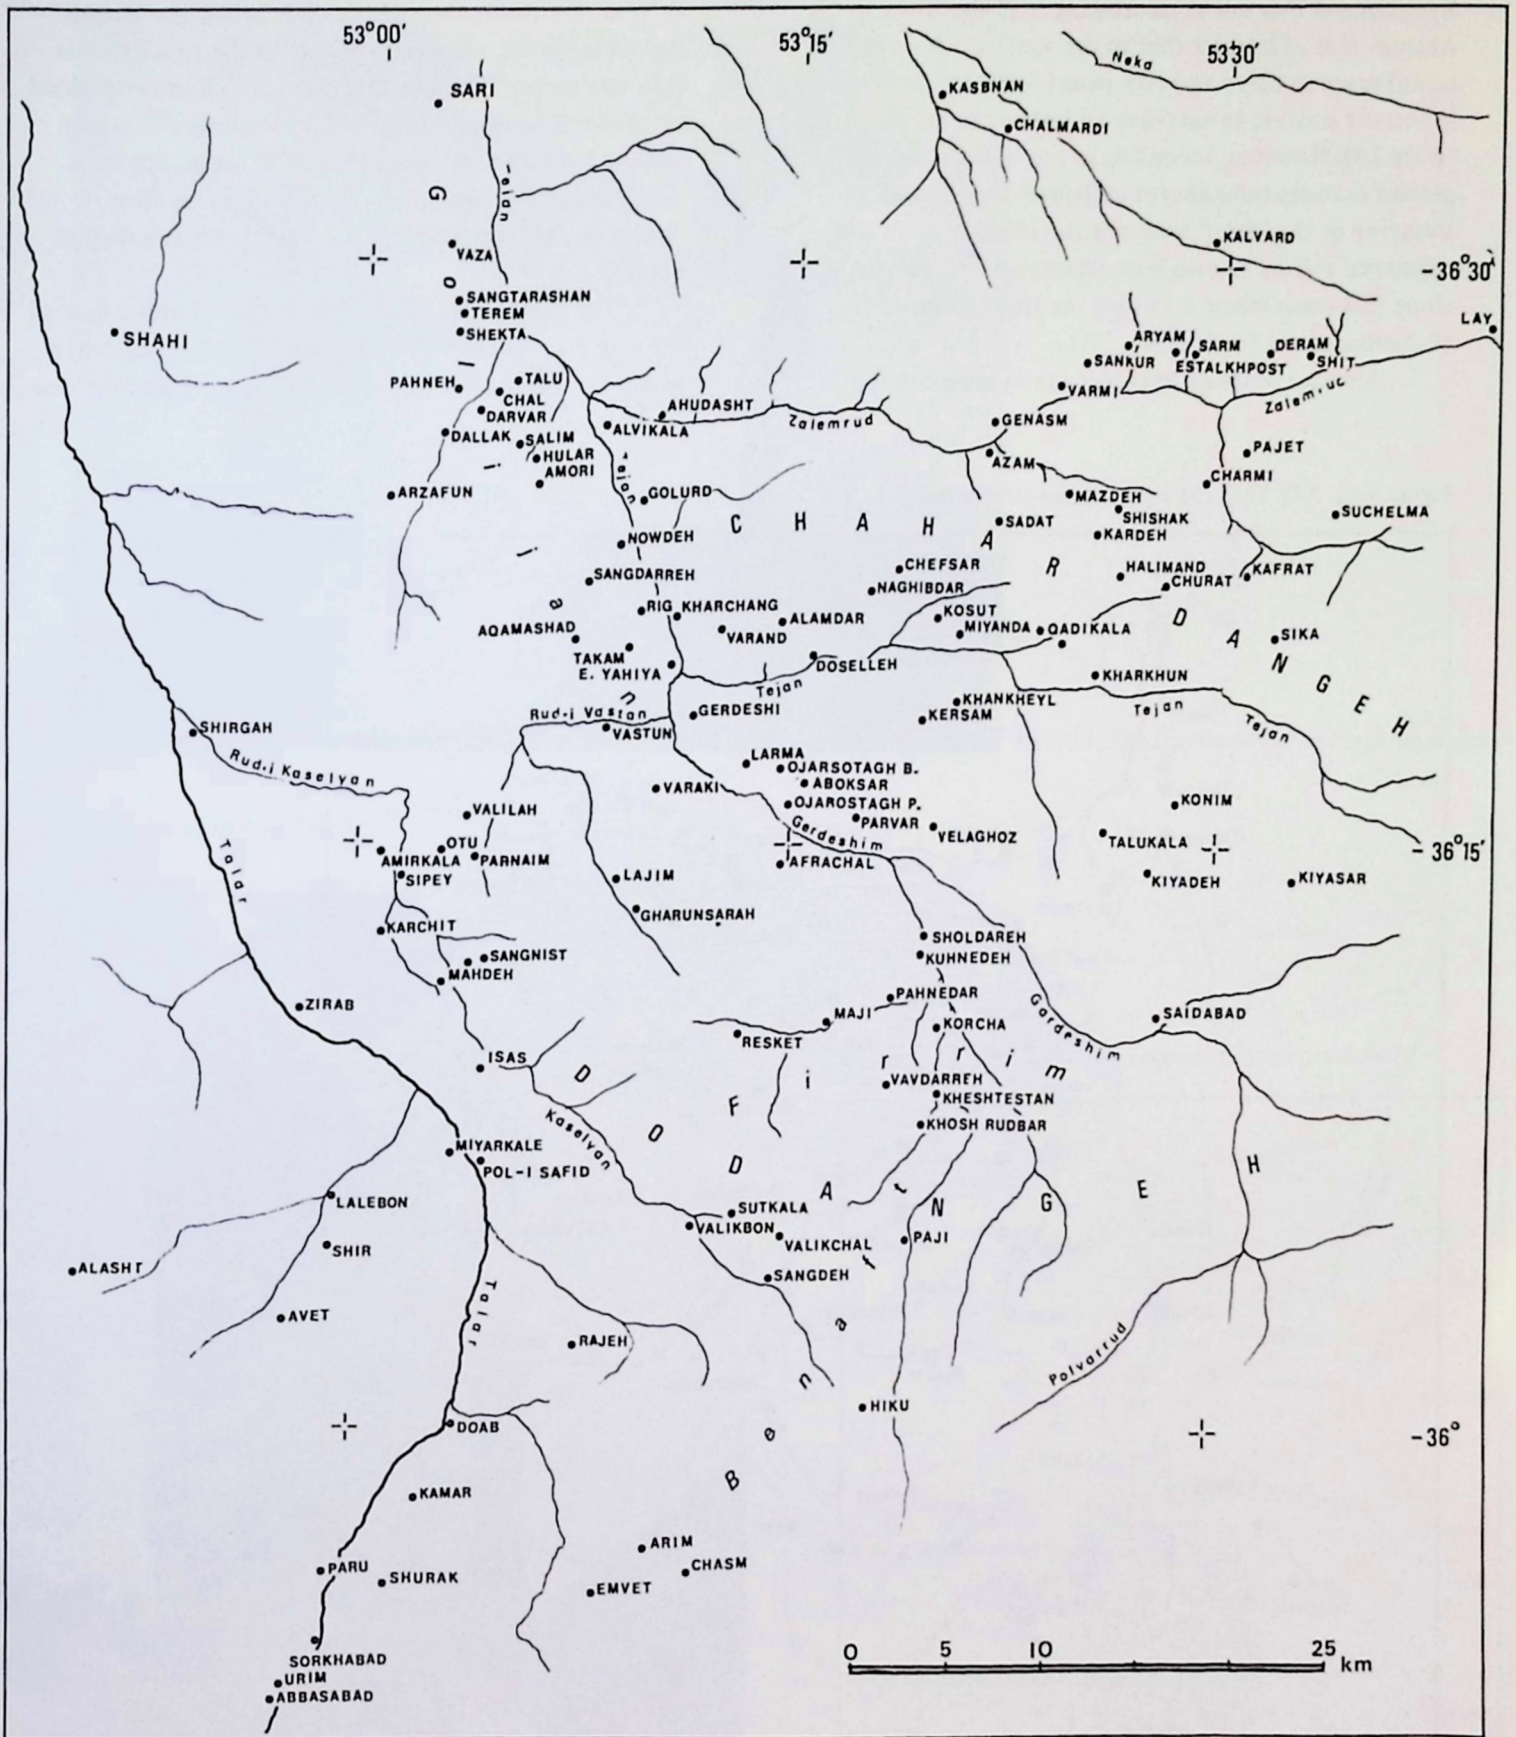 53°00'
53°15'
53°30'
Neka
SARI
KASBNAN
CHALMARDI
Tejan
KALVARD
VAZA
-36°30'
SANGTARASHAN
TEREM
SHEKTA
SHAHI
LAY
ARYAM
SARM
DERAM
SANKUR
ESTALKHPOST
SHIT
PAHNEH
TALU
CHAL
DARVAR
VARMI
Zalemruc
AHUDASHT
Zalemrud
GENASM
ALVIKALA
DALLAK
SALIM
HULAR
AMORI
PAJET
AZAM
CHARMI
ARZAFUN
Tejan
GOLURD
MAZDEH
SHISHAK
SUCHELMA
SADAT
KARDEH
NOWDEH
CHAHAR DANGEH
Golijan
SANGDARREH
CHEFSAR
NAGHIBDAR
HALIMAND
CHURAT
KAFRAT
RIG
KHARCHANG
ALAMDAR
KOSUT
MIYANDA
QADIKALA
AQAMASHAD
VARAND
SIKA
TAKAM
E. YAHIYA
DOSELLEH
KHARKHUN
Tejan
Tejan
Tejan
KHANKHEYL
KERSAM
Rud-i Vastan
GERDESHI
VASTUN
SHIRGAH
Rud-i Kaselyan
LARMA
OJARSOTAGH B.
ABOKSAR
VARAKI
OJAROSTAGH P.
KONIM
VALILAH
PARVAR
VELAGHOZ
Gerdeshim
TALUKALA
OTU
AMIRKALA
PARNAIM
SIPEY
AFRACHAL
-36°15'
Talar
LAJIM
KIYADEH
KIYASAR
GHARUNSARAH
KARCHIT
SHOLDAREH
KUHNEDEH
SANGNIST
MAHDEH
PAHNEDAR
ZIRAB
MAJI
KORCHA
SAIDABAD
Gardeshim
RESKET
ISAS
VAVDARREH
KHESHTESTAN
Firrim
DODANGEH
KHOSH RUDBAR
Kaselyan
MIYARKALE
POL-I SAFID
LALEBON
SUTKALA
VALIKBON
VALIKCHAL
PAJI
SHIR
ALASHT
SANGDEH
AVET
Talar
RAJEH
Polvarrud
HIKU
DOAB
-36°
Benaft
KAMAR
ARIM
CHASM
PARU
SHURAK
EMVET
SORKHABAD
URIM
ABBASABAD
0 5 10 25 km